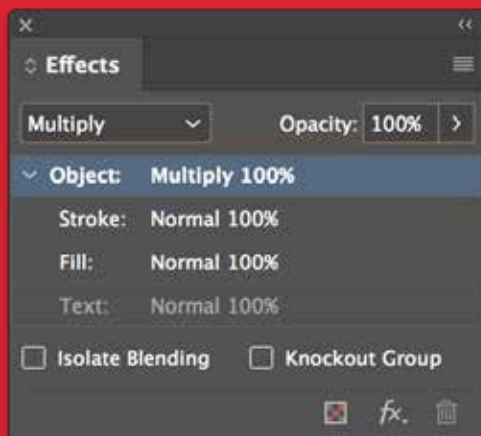 Effects
Multiply Opacity: 100%
Object: Multiply 100%
Stroke: Normal 100%
Fill: Normal 100%
Text: Normal 100%
Isolate Blending Knockout Group
fx.